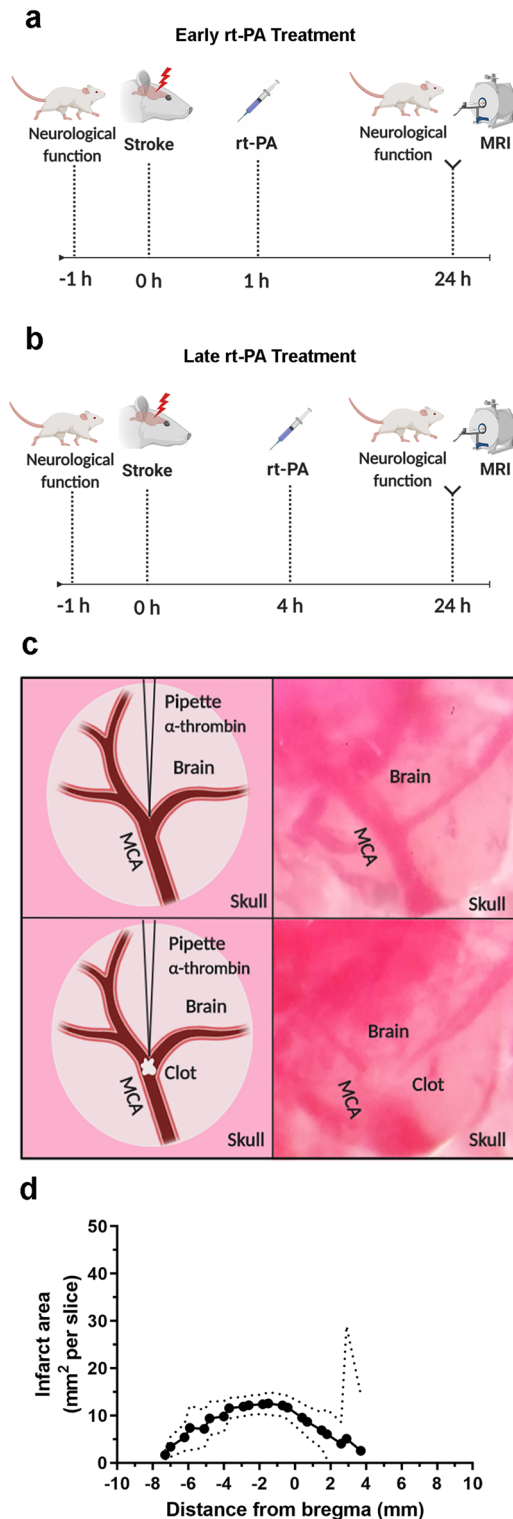 a
Early rt-PA Treatment
Neurological
function
Stroke
rt-PA
Neurological
function
MRI
-1 h
0 h
1 h
24 h
b
Late rt-PA Treatment
Neurological
function
Stroke
rt-PA
Neurological
function
MRI
-1 h
0 h
4 h
24 h
c
Pipette
α-thrombin
Brain
MCA
Skull
Brain
MCA
Skull
Pipette
α-thrombin
Brain
MCA
Clot
Skull
Brain
MCA
Clot
Skull
d
Infarct area
(mm² per slice)
50
40
30
20
10
0
-10 -8 -6 -4 -2 0 2 4 6 8
Distance from bregma (mm)